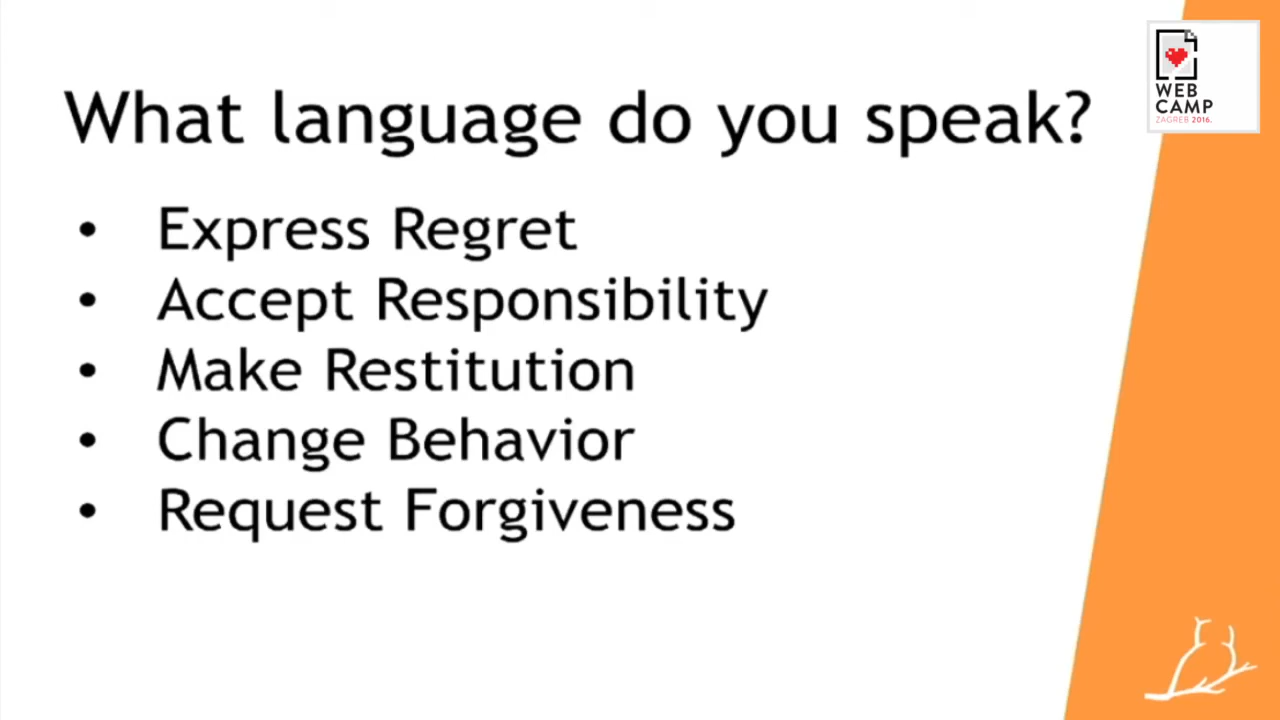 What language do you speak?
• Express Regret
• Accept Responsibility
• Make Restitution
• Change Behavior
• Request Forgiveness
WEB
CAMP
ZAGREB 2016.